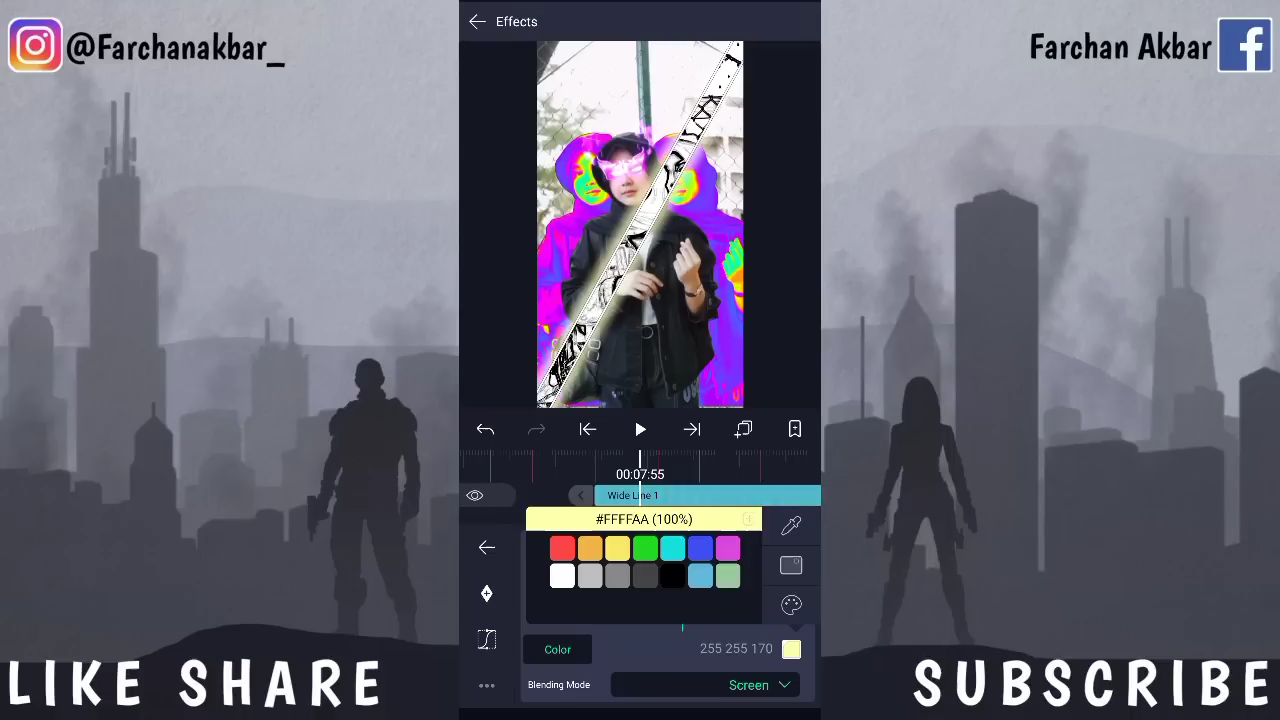 @Farchanakbar_
Effects
Farchan Akbar
00:07:55
Wide Line 1
#FFFFAA (100%)
Color
255 255 170
Blending Mode
Screen
LIKE SHARE
SUBSCRIBE